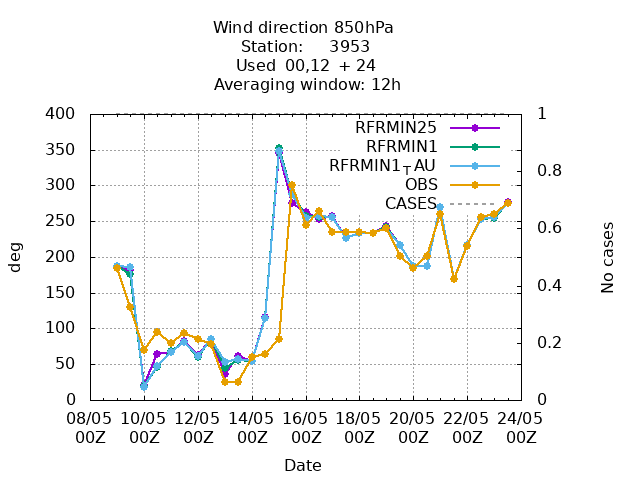 Wind direction 850hPa
Station: 3953
Used 00,12 + 24
Averaging window: 12h
400 1
RFRMIN25
350 RFRMIN1
RFRMIN1TAU 0.8
300 OBS
CASES
250 0.6
deg No cases
200
150 0.4
100
0.2
50
0 0
08/05 10/05 12/05 14/05 16/05 18/05 20/05 22/05 24/05
00Z 00Z 00Z 00Z 00Z 00Z 00Z 00Z 00Z
Date